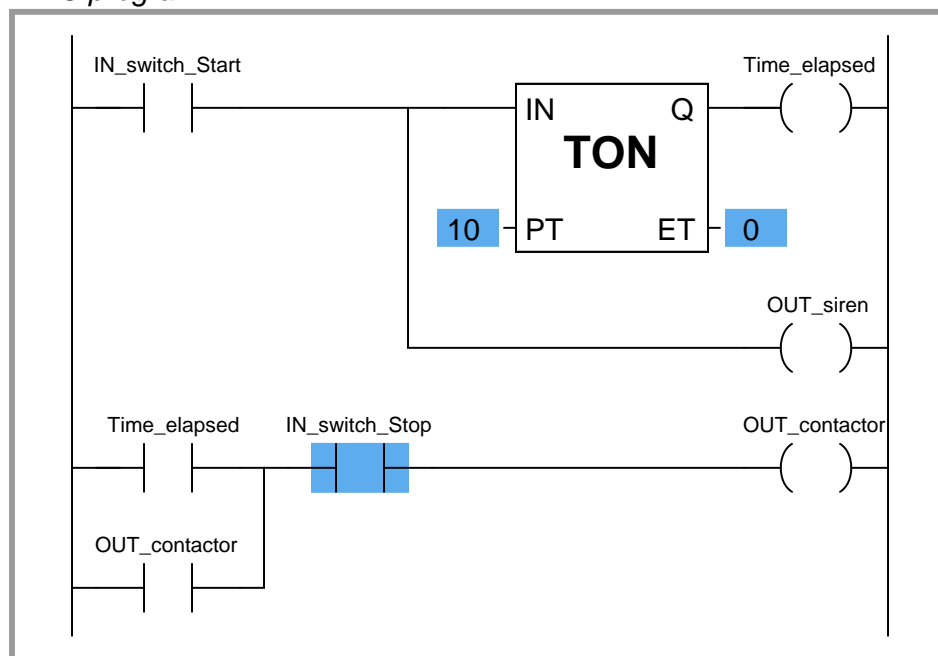 IN_switch_Start
Time_elapsed
IN Q
TON
10 PT ET 0
OUT_siren
Time_elapsed IN_switch_Stop OUT_contactor
OUT_contactor